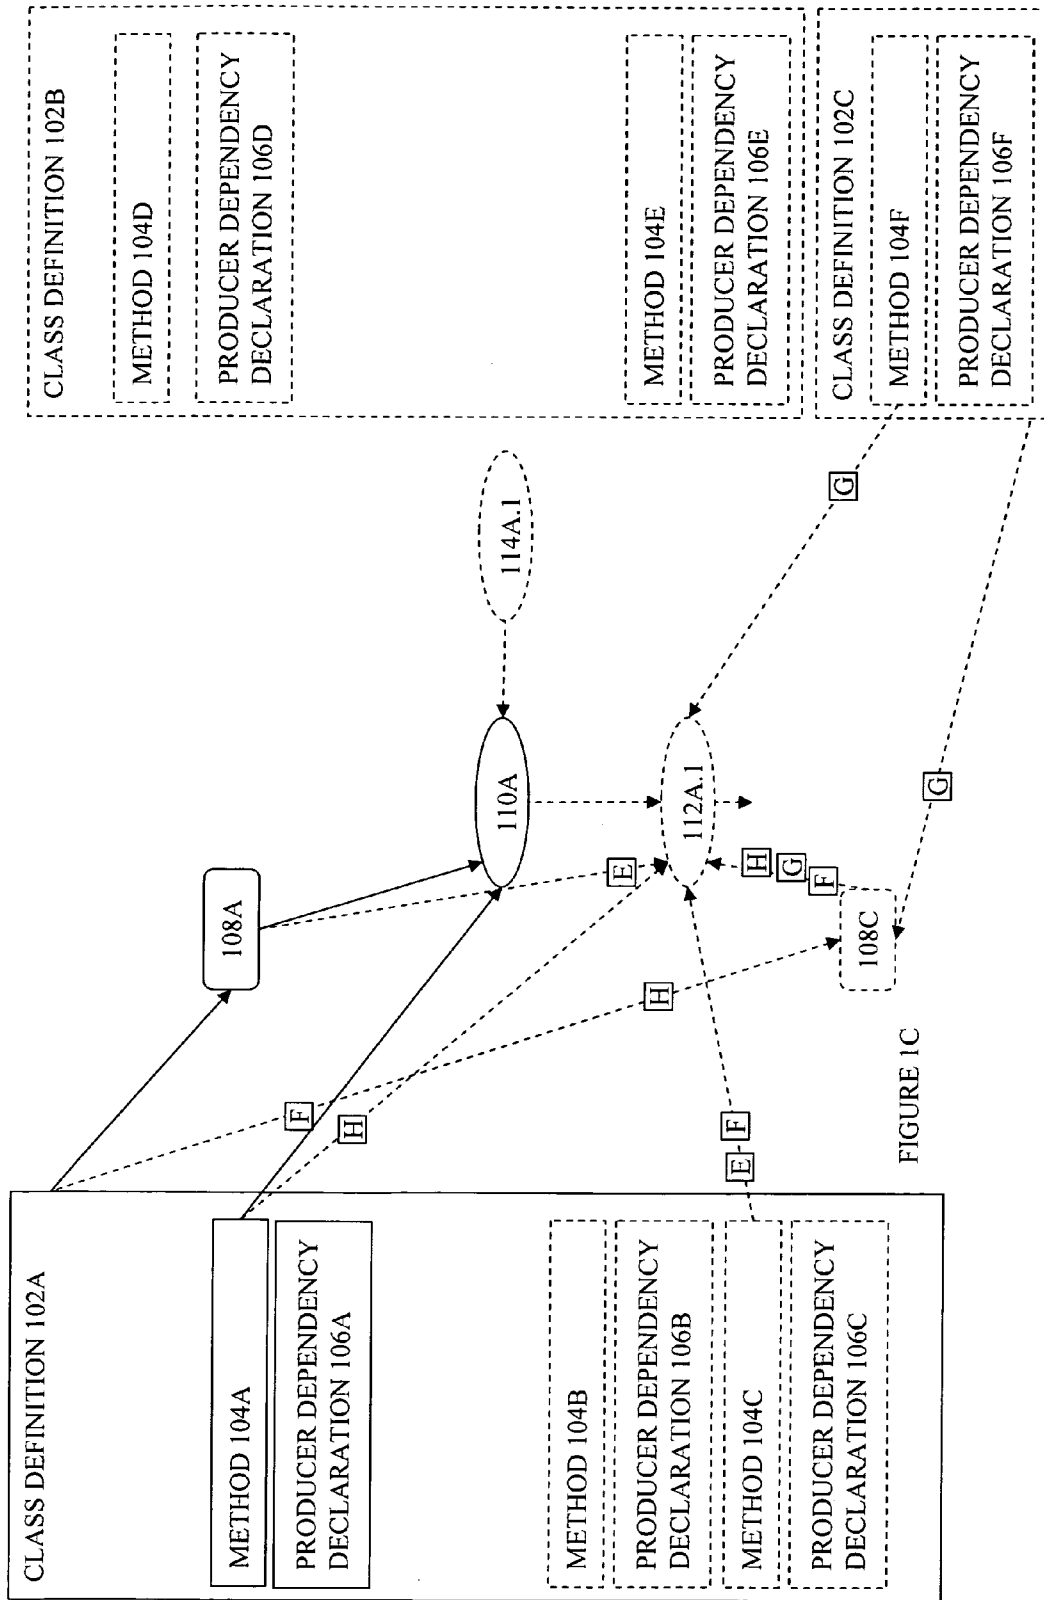 CLASS DEFINITION 102A
METHOD 104A
PRODUCER DEPENDENCY
DECLARATION 106A
METHOD 104B
PRODUCER DEPENDENCY
DECLARATION 106B
METHOD 104C
PRODUCER DEPENDENCY
DECLARATION 106C
F
H
E
F
H
108A
E
110A
112A.1
H
G
F
108C
G
G
114A.1
CLASS DEFINITION 102B
METHOD 104D
PRODUCER DEPENDENCY
DECLARATION 106D
METHOD 104E
PRODUCER DEPENDENCY
DECLARATION 106E
CLASS DEFINITION 102C
METHOD 104F
PRODUCER DEPENDENCY
DECLARATION 106F
FIGURE 1C